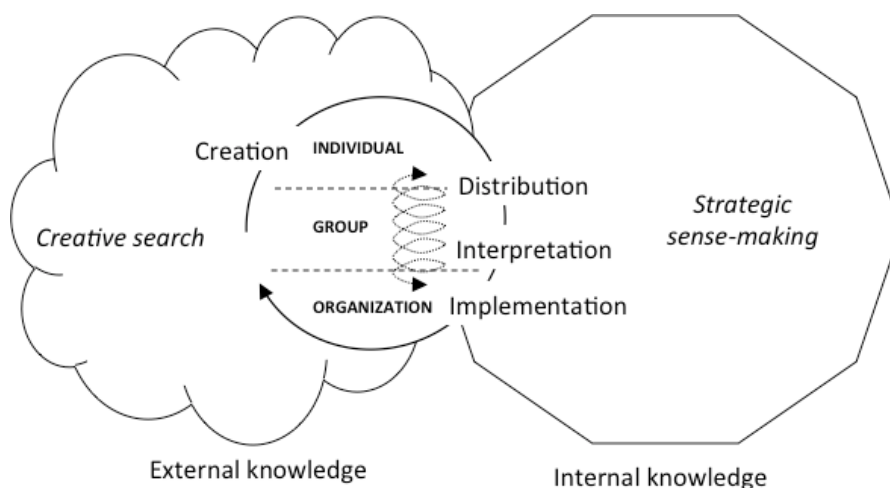 Creation
INDIVIDUAL
Distribution
Creative search
GROUP
Strategic
sense-making
Interpretation
ORGANIZATION
Implementation
External knowledge
Internal knowledge